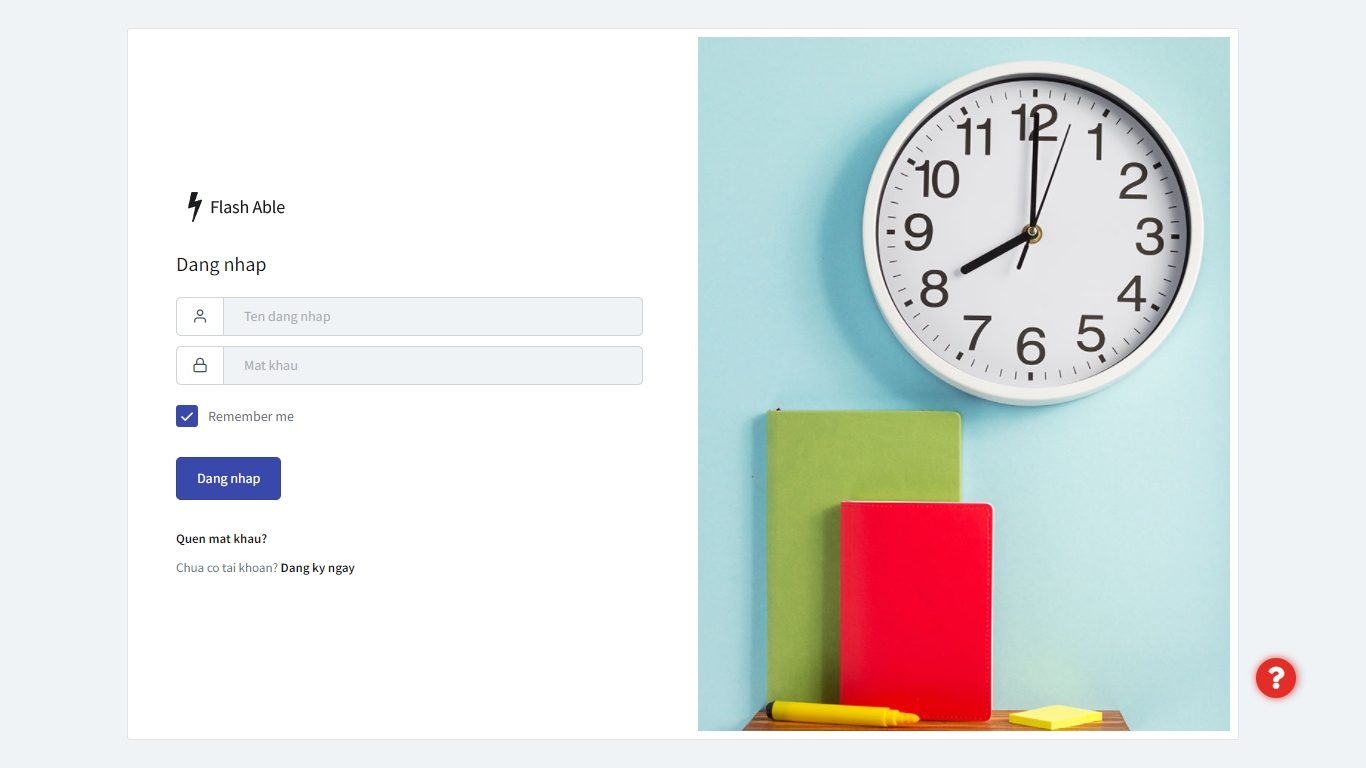 Flash Able
Dang nhap
Ten dang nhap
Mat khau
Remember me
Dang nhap
Quen mat khau?
Chua co tai khoan? Dang ky ngay
12
1
2
3
4
5
6
7
8
9
10
11
?